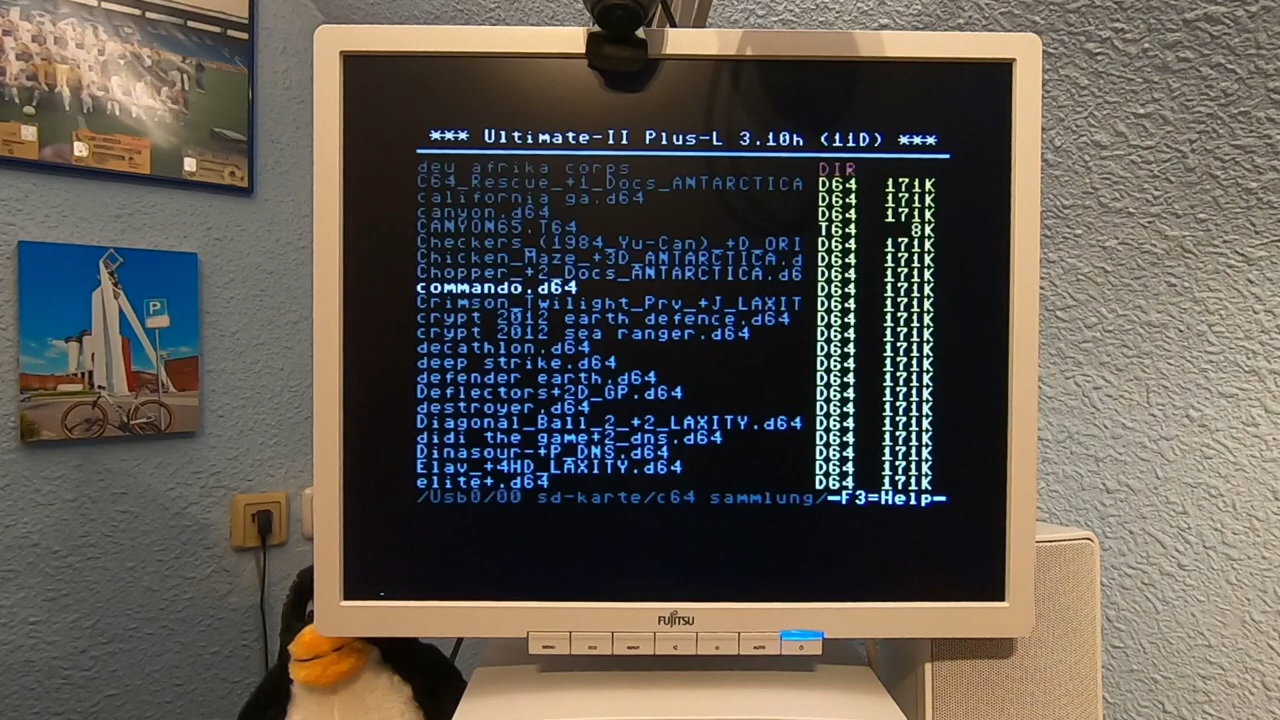 *** Ultimate-II Plus-L 3.10h (11D) ***
deu afrika corps DIR
C64_Rescue_+1_Docs_ANTARCTICA D64 171K
california ga.d64 D64 171K
canyon.d64 D64 171K
CANYON65.T64 T64 8K
Checkers_(1984_Yu-Can)_+D_ORI D64 171K
Chicken_Maze_+3D_ANTARCTICA.d D64 171K
Chopper_+2_Docs_ANTARCTICA.d6 D64 171K
commando.d64 D64 171K
Crimson_Twilight_Prv_+J_LAXIT D64 171K
crypt 2012 earth defence.d64 D64 171K
crypt 2012 sea ranger.d64 D64 171K
decathlon.d64 D64 171K
deep strike.d64 D64 171K
defender earth.d64 D64 171K
Deflectors+2D_GP.d64 D64 171K
destroyer.d64 D64 171K
Diagonal_Ball_2_+2_LAXITY.d64 D64 171K
didi the game+2_dns.d64 D64 171K
Dinasour-+P_DNS.d64 D64 171K
Elav_+4HD_LAXITY.d64 D64 171K
elite+.d64 D64 171K
/Usb0/00 sd-karte/c64 sammlung/-F3=Help-
FUJITSU
MENU ECO INPUT AUTO
P